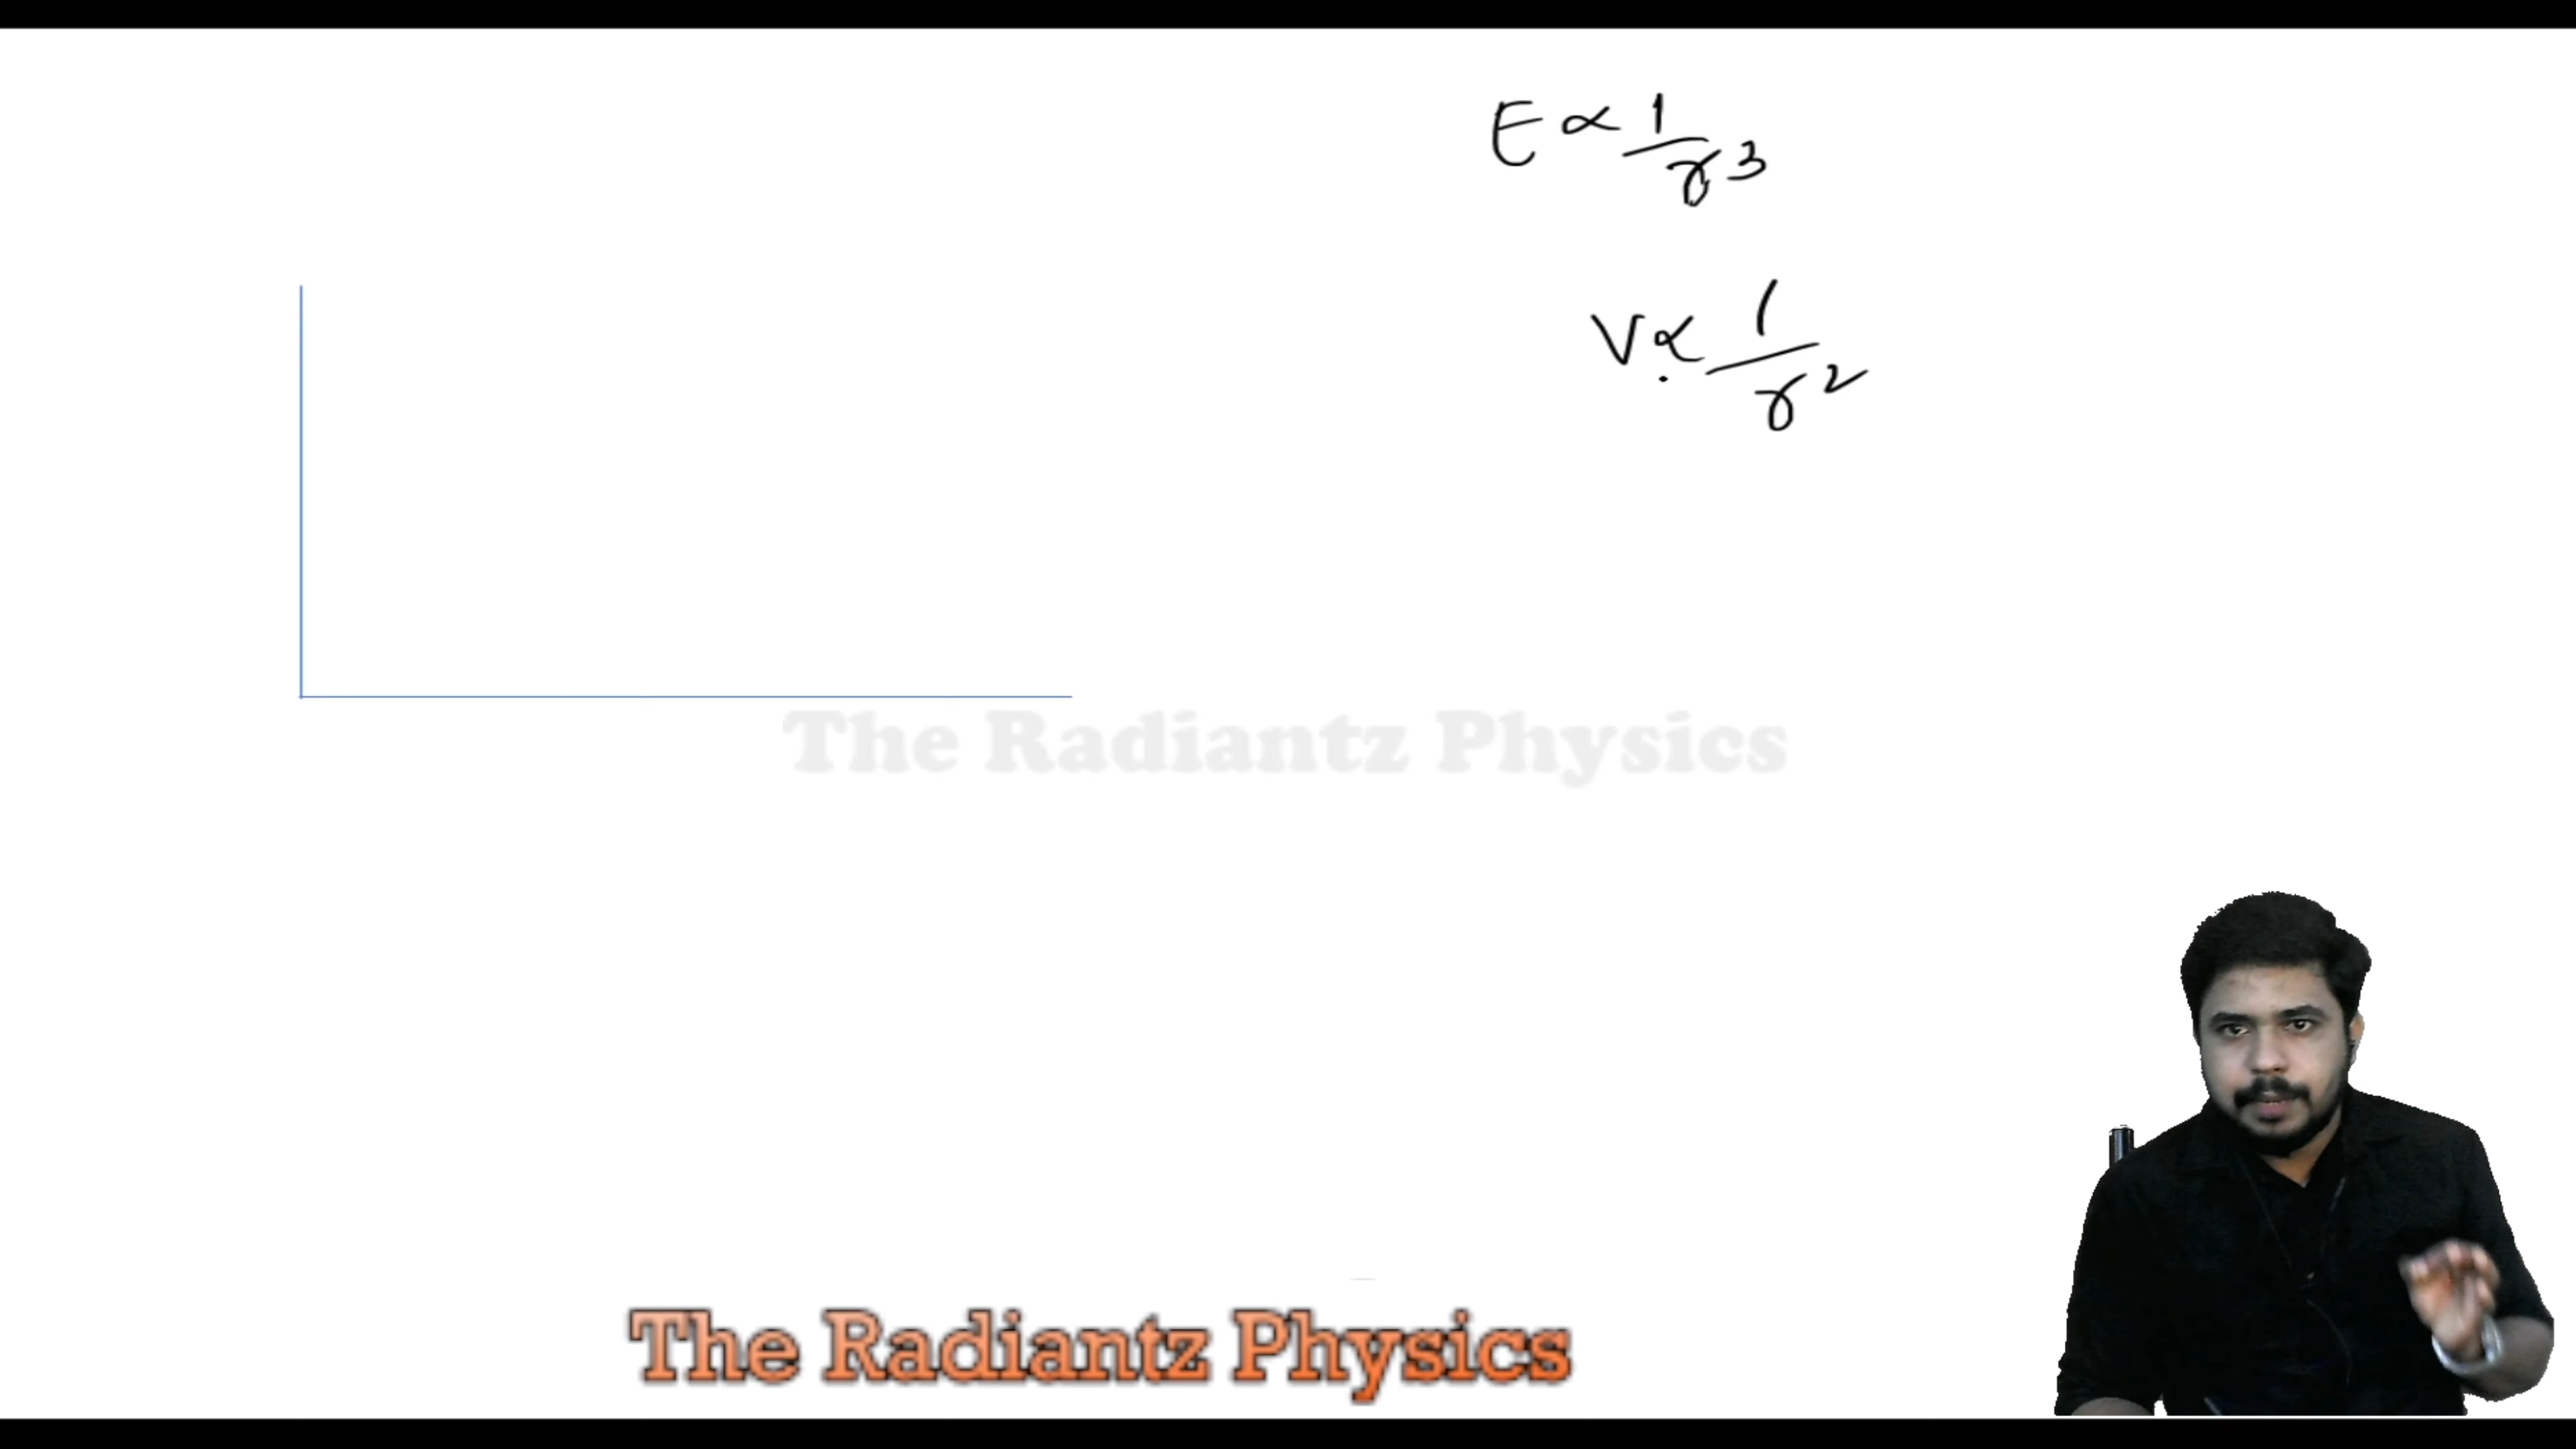 E ∝ 1/r³
V ∝ 1/r²
The Radiantz Physics
The Radiantz Physics